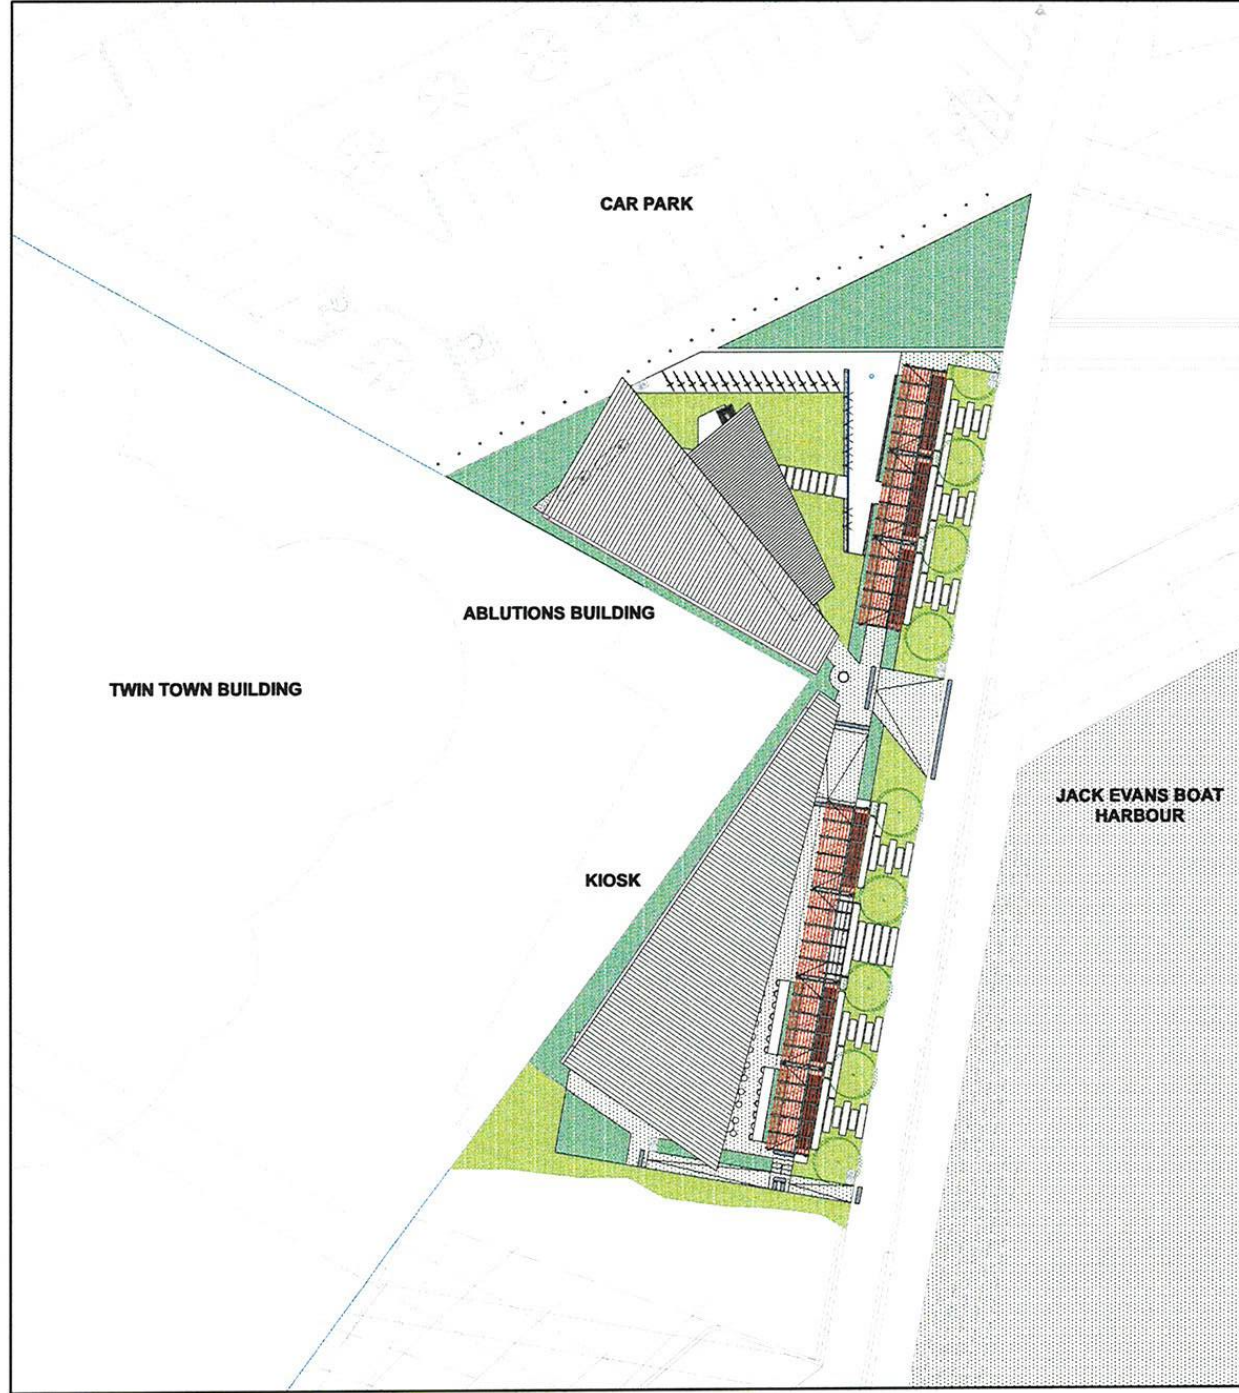 CAR PARK
ABLUTIONS BUILDING
TWIN TOWN BUILDING
JACK EVANS BOAT
HARBOUR
KIOSK